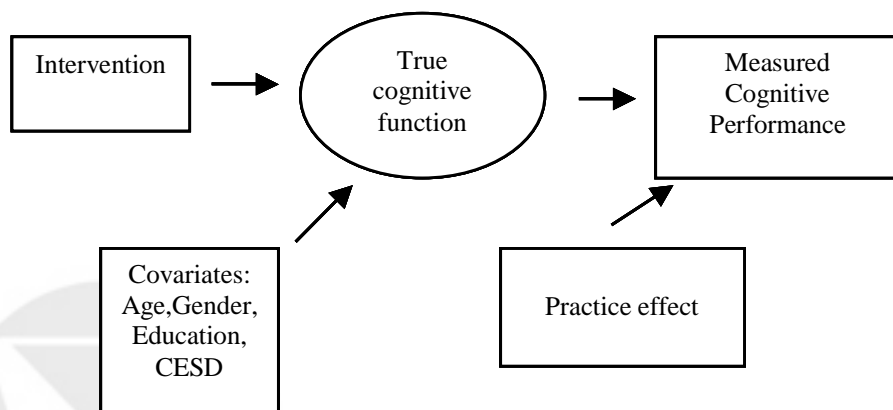 Intervention
True
cognitive
function
Measured
Cognitive
Performance
Covariates:
Age,Gender,
Education,
CESD
Practice effect